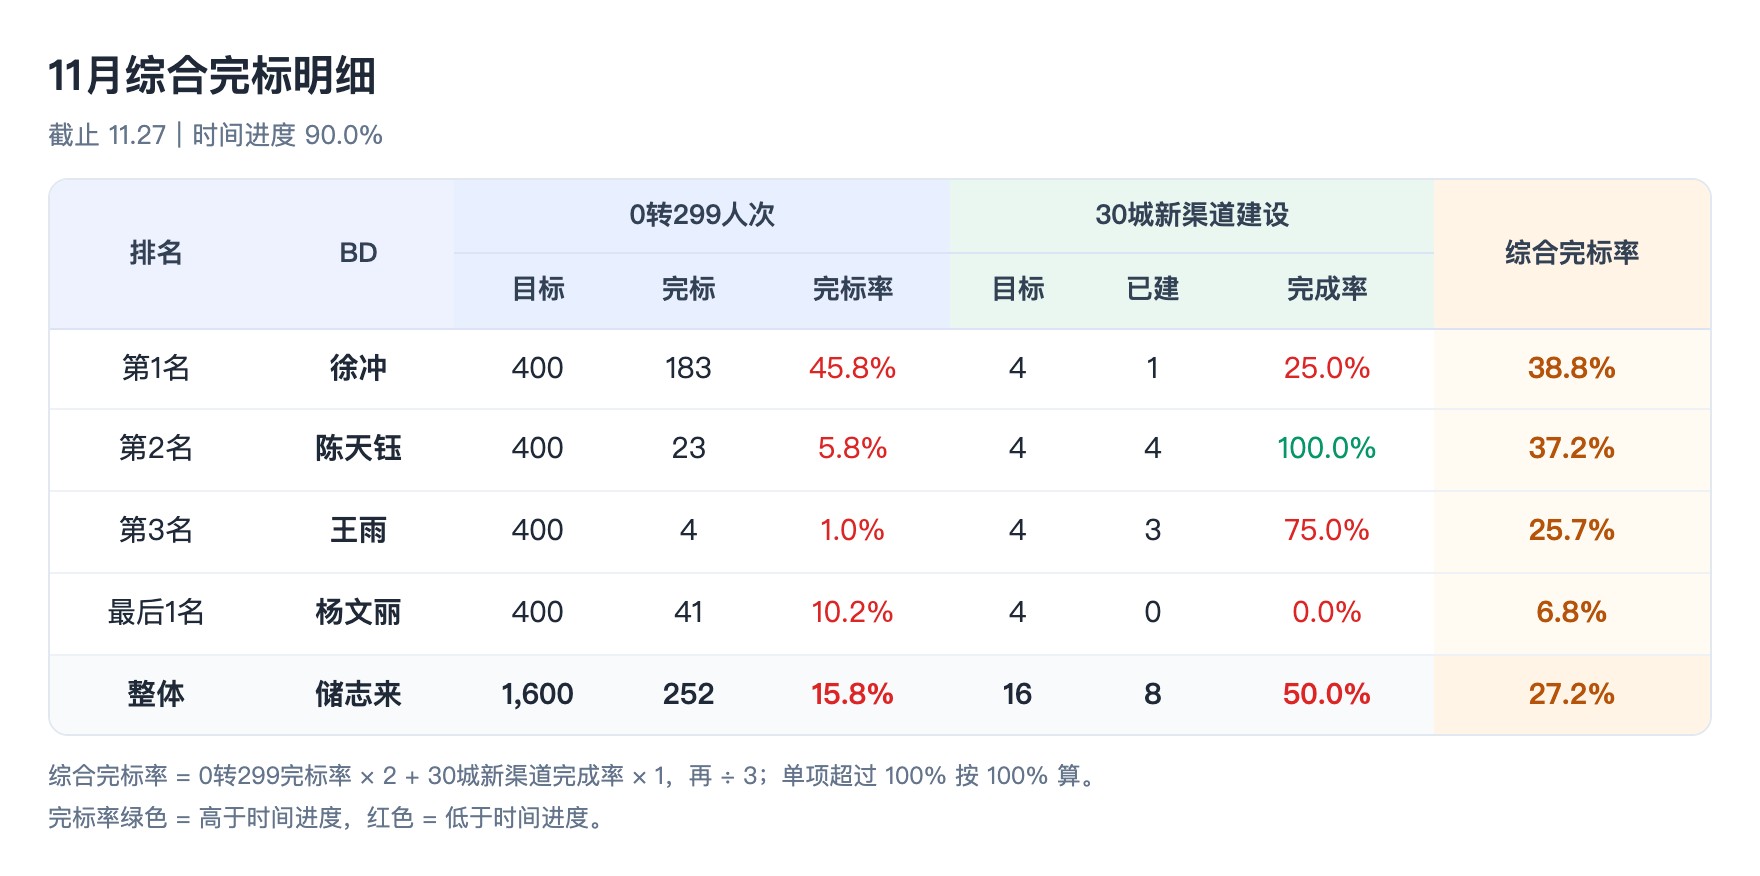 11月综合完标明细
截止 11.27 | 时间进度 90.0%
排名 BD 0转299人次 30城新渠道建设 综合完标率
目标 完标 完标率 目标 已建 完成率
第1名 徐冲 400 183 45.8% 4 1 25.0% 38.8%
第2名 陈天钰 400 23 5.8% 4 4 100.0% 37.2%
第3名 王雨 400 4 1.0% 4 3 75.0% 25.7%
最后1名 杨文丽 400 41 10.2% 4 0 0.0% 6.8%
整体 储志来 1,600 252 15.8% 16 8 50.0% 27.2%
综合完标率 = 0转299完标率 × 2 + 30城新渠道完成率 × 1，再 ÷ 3；单项超过 100% 按 100% 算。
完标率绿色 = 高于时间进度，红色 = 低于时间进度。